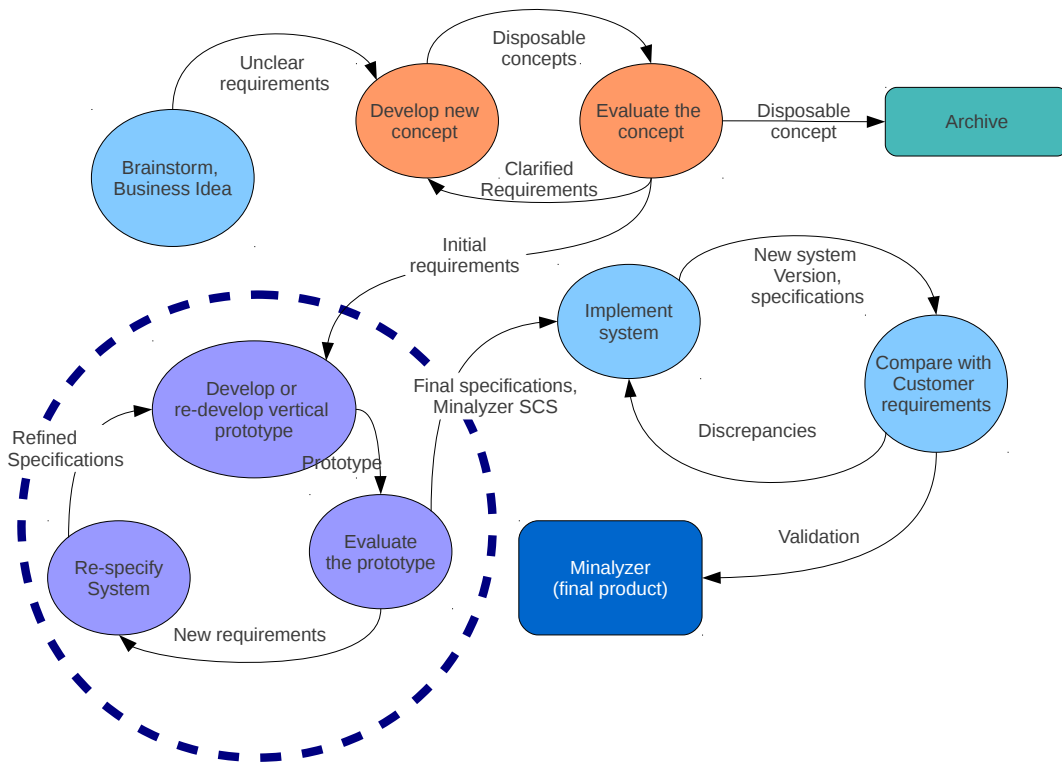 Unclear
requirements
Disposable
concepts
Develop new
concept
Evaluate the
concept
Disposable
concept
Archive
Brainstorm,
Business Idea
Clarified
Requirements
Initial
requirements
New system
Version,
specifications
Implement
system
Compare with
Customer
requirements
Develop or
re-develop vertical
prototype
Final specifications,
Minalyzer SCS
Refined
Specifications
Discrepancies
Prototype
Evaluate
the prototype
Re-specify
System
Validation
Minalyzer
(final product)
New requirements